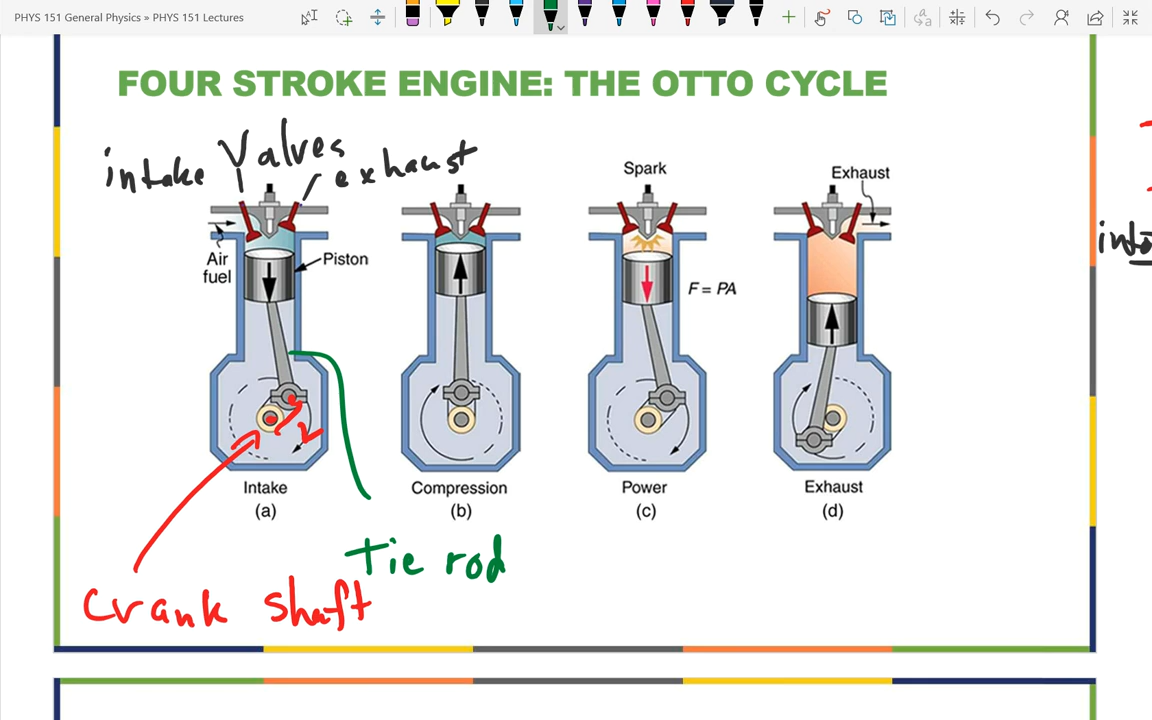 PHYS 151 General Physics » PHYS 151 Lectures
FOUR STROKE ENGINE: THE OTTO CYCLE
Valves
intake
exhaust
Spark
Exhaust
Air
fuel
Piston
F = PA
Intake
Compression
Power
Exhaust
(a)
(b)
(c)
(d)
Tie rod
Crank shaft